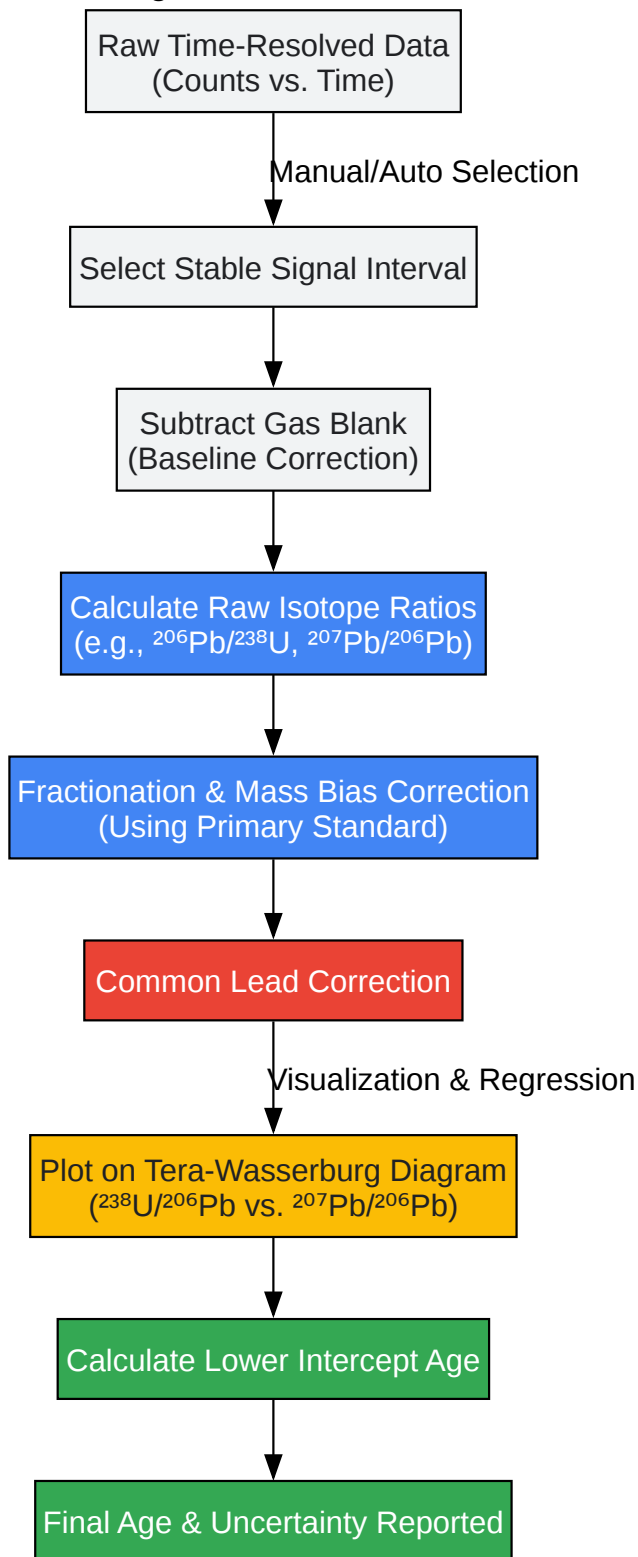 Raw Time-Resolved Data
(Counts vs. Time)
Manual/Auto Selection
Select Stable Signal Interval
Subtract Gas Blank
(Baseline Correction)
Calculate Raw Isotope Ratios
(e.g., ²⁰⁶Pb/²³⁸U, ²⁰⁷Pb/²⁰⁶Pb)
Fractionation & Mass Bias Correction
(Using Primary Standard)
Common Lead Correction
Visualization & Regression
Plot on Tera-Wasserburg Diagram
(²³⁸U/²⁰⁶Pb vs. ²⁰⁷Pb/²⁰⁶Pb)
Calculate Lower Intercept Age
Final Age & Uncertainty Reported